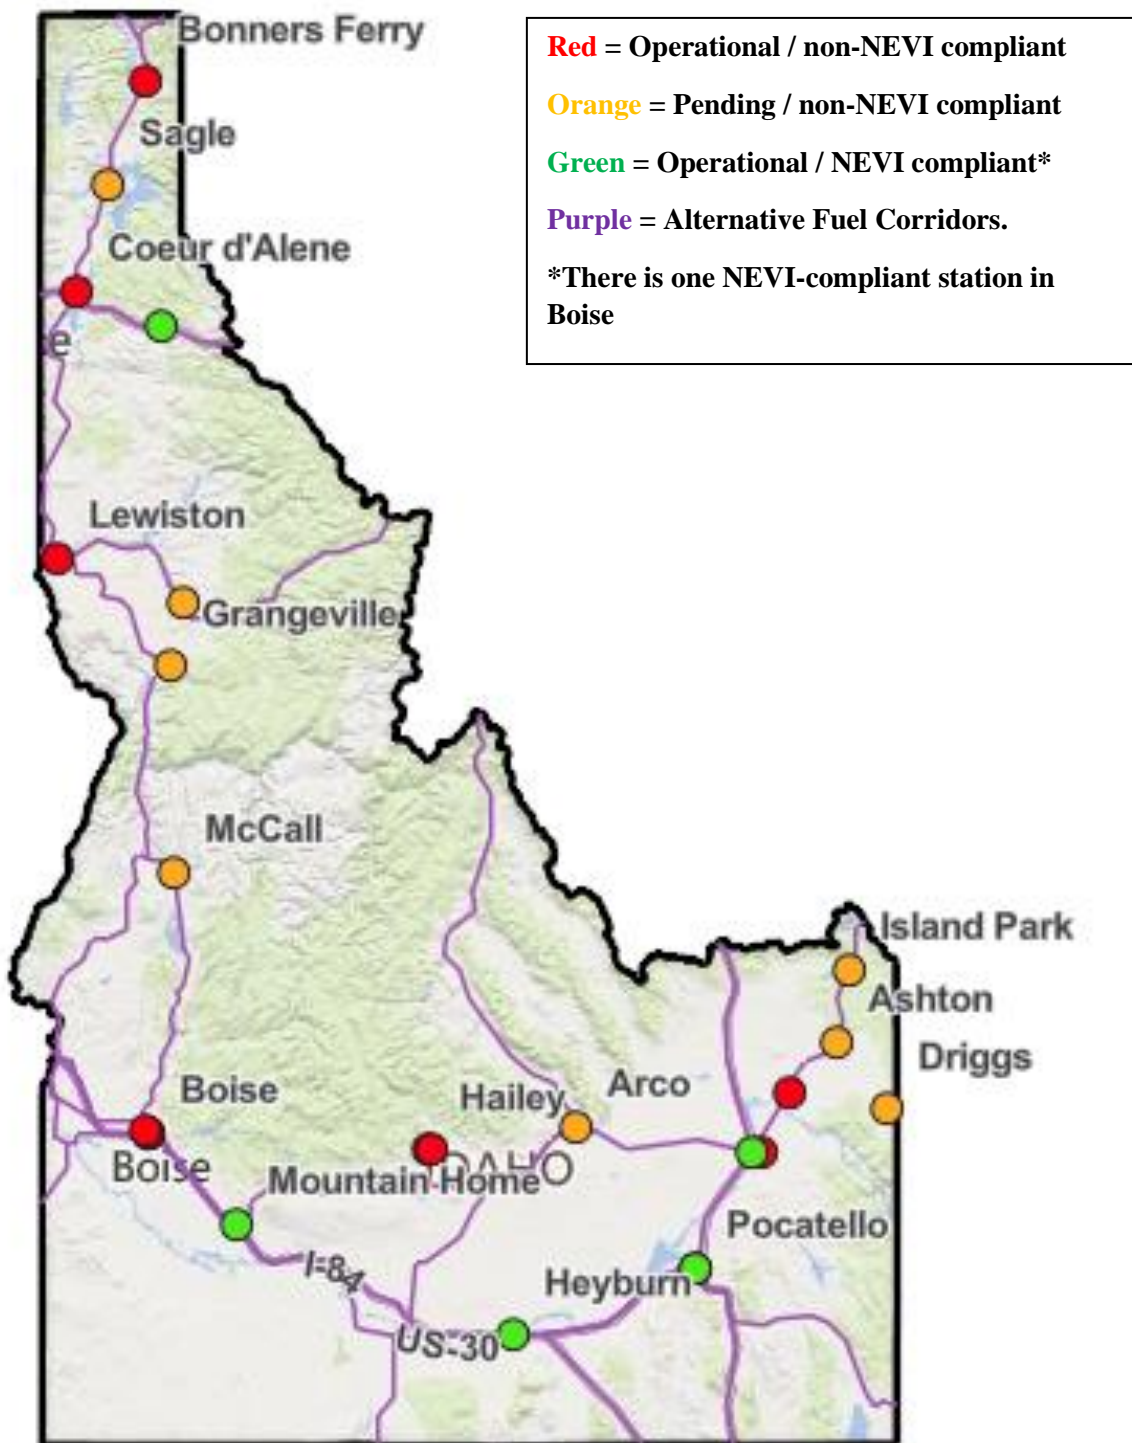 Bonners Ferry
Red = Operational / non-NEVI compliant
Orange = Pending / non-NEVI compliant
Green = Operational / NEVI compliant*
Purple = Alternative Fuel Corridors.
*There is one NEVI-compliant station in
Boise
Sagle
Coeur d'Alene
e
Lewiston
Grangeville
McCall
Island Park
Ashton
Driggs
Boise
Hailey
Arco
Boise
IDAHO
Mountain Home
Pocatello
I-84
Heyburn
US-30